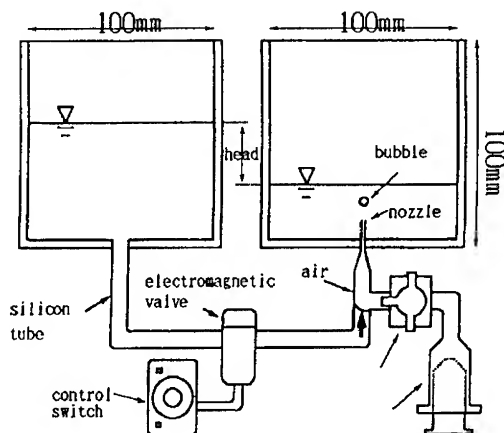 100mm
100mm
head
bubble
nozzle
100mm
electromagnetic
valve
air
silicon
tube
control
switch